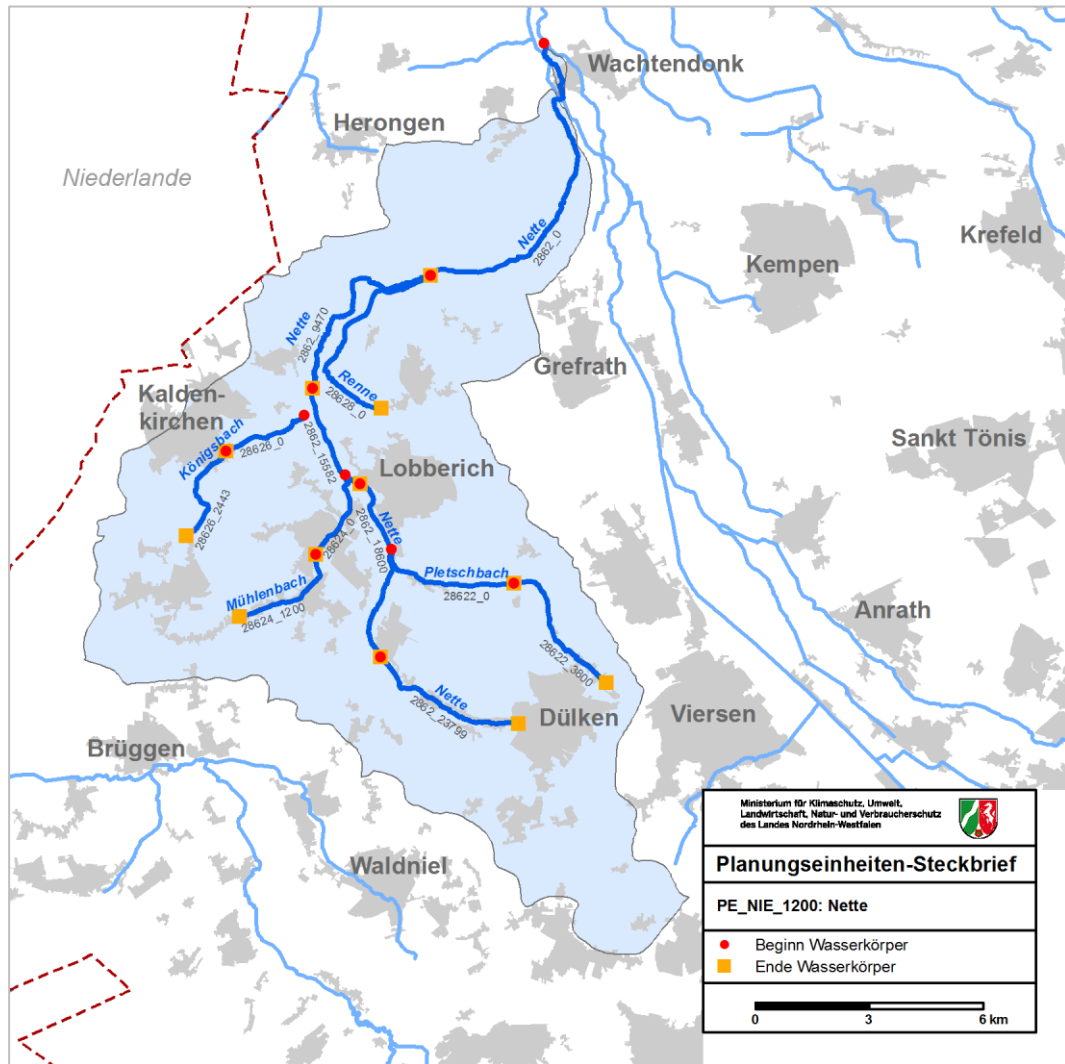 Wachtendonk
Herongen
Niederlande
Nette
2862_0
Krefeld
Kempen
Nette
2862_9470
Grefrath
Renne
28628_0
Kalden-
kirchen
Königsbach
28626_0
2862_15582
Lobberich
Sankt Tönis
28626_2443
28624_0
Nette
2862_18600
Mühlenbach
28624_1200
Pletschbach
28622_0
Anrath
28622_3600
Nette
2862_23799
Dülken
Viersen
Brüggen
Waldniel
Ministerium für Klimaschutz, Umwelt,
Landwirtschaft, Natur- und Verbraucherschutz
des Landes Nordrhein-Westfalen
Planungseinheiten-Steckbrief
PE_NIE_1200: Nette
Beginn Wasserkörper
Ende Wasserkörper
0 3 6 km